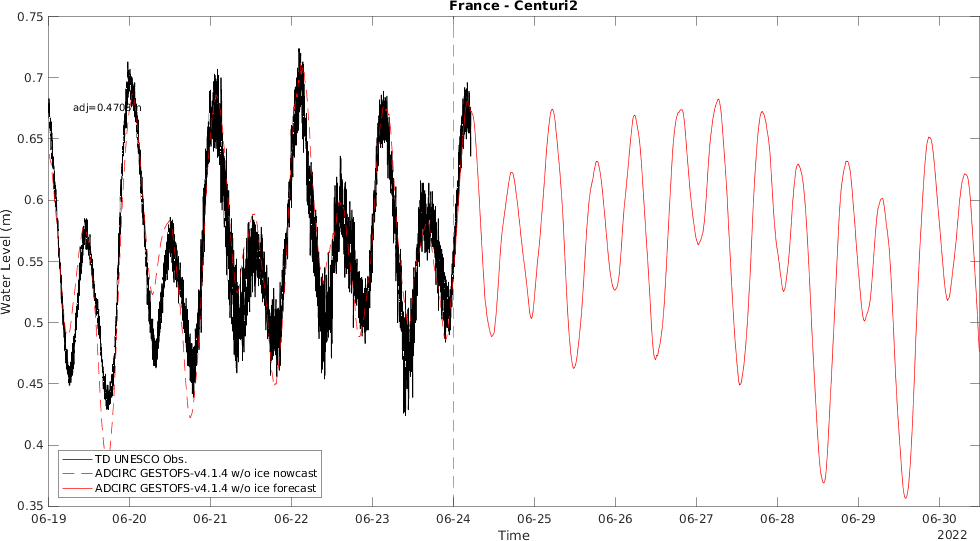 France - Centuri2
0.75
0.7
0.65
0.6
0.55
0.5
0.45
0.4
0.35
Water Level (m)
TD UNESCO Obs.
ADCIRC GESTOFS-v4.1.4 w/o ice nowcast
ADCIRC GESTOFS-v4.1.4 w/o ice forecast
06-19 06-20 06-21 06-22 06-23 06-24 06-25 06-26 06-27 06-28 06-29 06-30
Time
2022